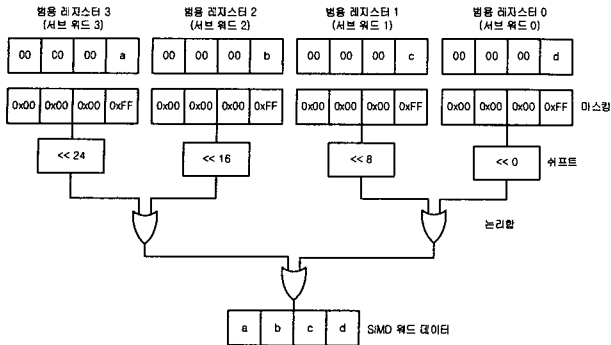 범용 레지스터 3
(서브 워드 3)
범용 레지스터 2
(서브 워드 2)
범용 레지스터 1
(서브 워드 1)
범용 레지스터 0
(서브 워드 0)
00 C0 00 a
00 00 00 b
00 00 00 c
00 00 00 d
0x00 0x00 0x00 0xFF
0x00 0x00 0x00 0xFF
0x00 0x00 0x00 0xFF
0x00 0x00 0x00 0xFF
마스킹
<< 24
<< 16
<< 8
<< 0
쉬프트
논리합
a b c d
SIMD 워드 데이터